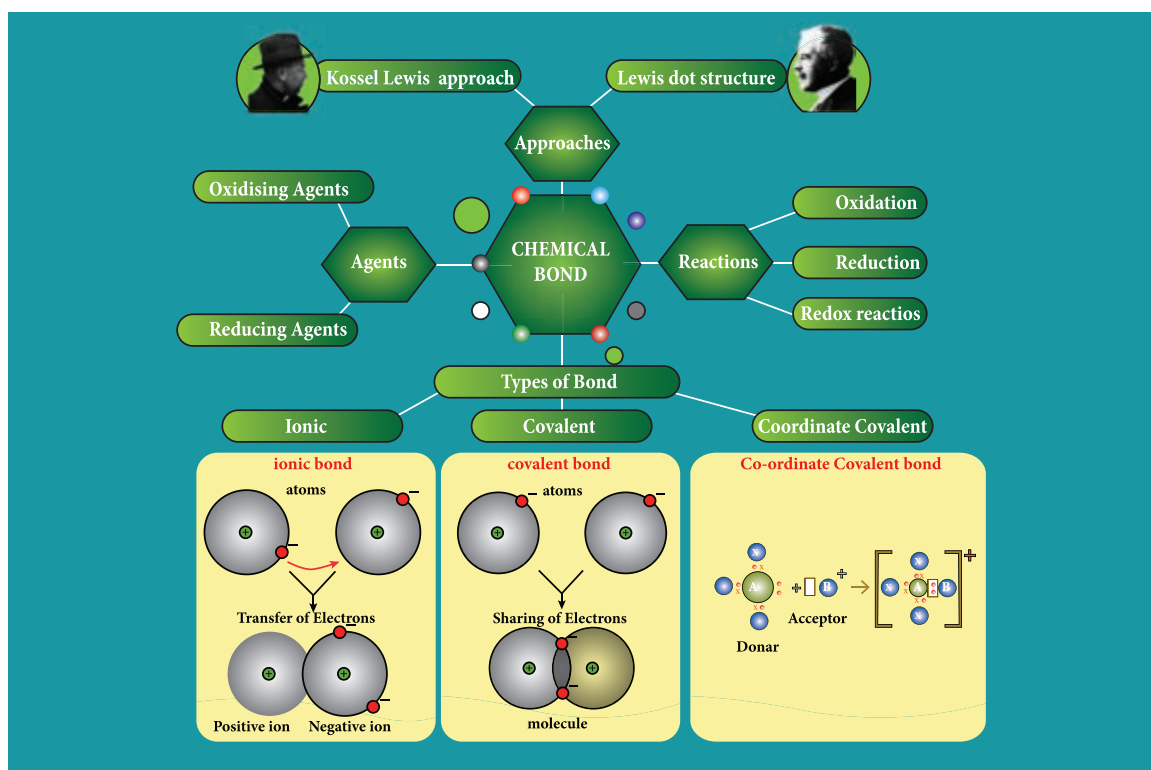 Kossel Lewis approach
Lewis dot structure
Approaches
Oxidising Agents
Agents
Reducing Agents
CHEMICAL
BOND
Reactions
Oxidation
Reduction
Redox reactios
Types of Bond
Ionic
Covalent
Coordinate Covalent
ionic bond
atoms
+
−
−
+
Transfer of Electrons
+
−
+
−
Positive ion
Negative ion
covalent bond
atoms
+
−
+
−
Sharing of Electrons
+
−
+
−
molecule
Co-ordinate Covalent bond
X
x
x
A
x
x
+
B
+
Donar
Acceptor
X
x
X
x
A
B
x
X
+